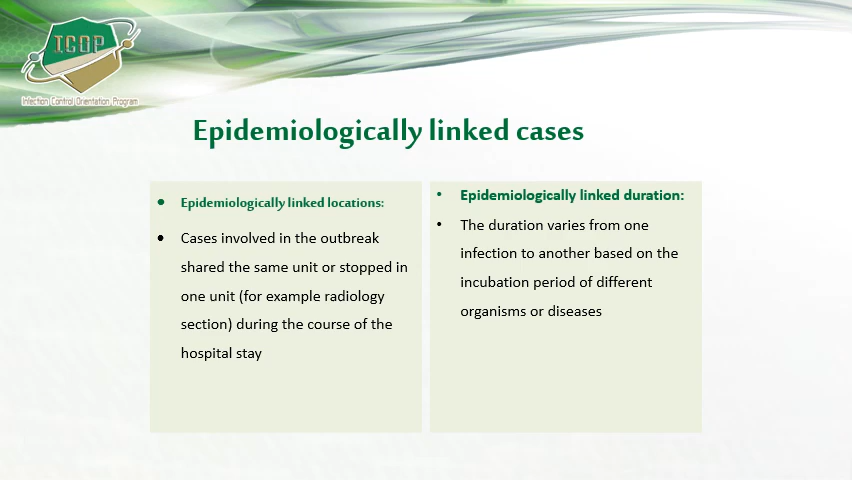 I.C.O.P
Infection Control Orientation Program
Epidemiologically linked cases
• Epidemiologically linked locations:
• Cases involved in the outbreak
shared the same unit or stopped in
one unit (for example radiology
section) during the course of the
hospital stay
• Epidemiologically linked duration:
• The duration varies from one
infection to another based on the
incubation period of different
organisms or diseases